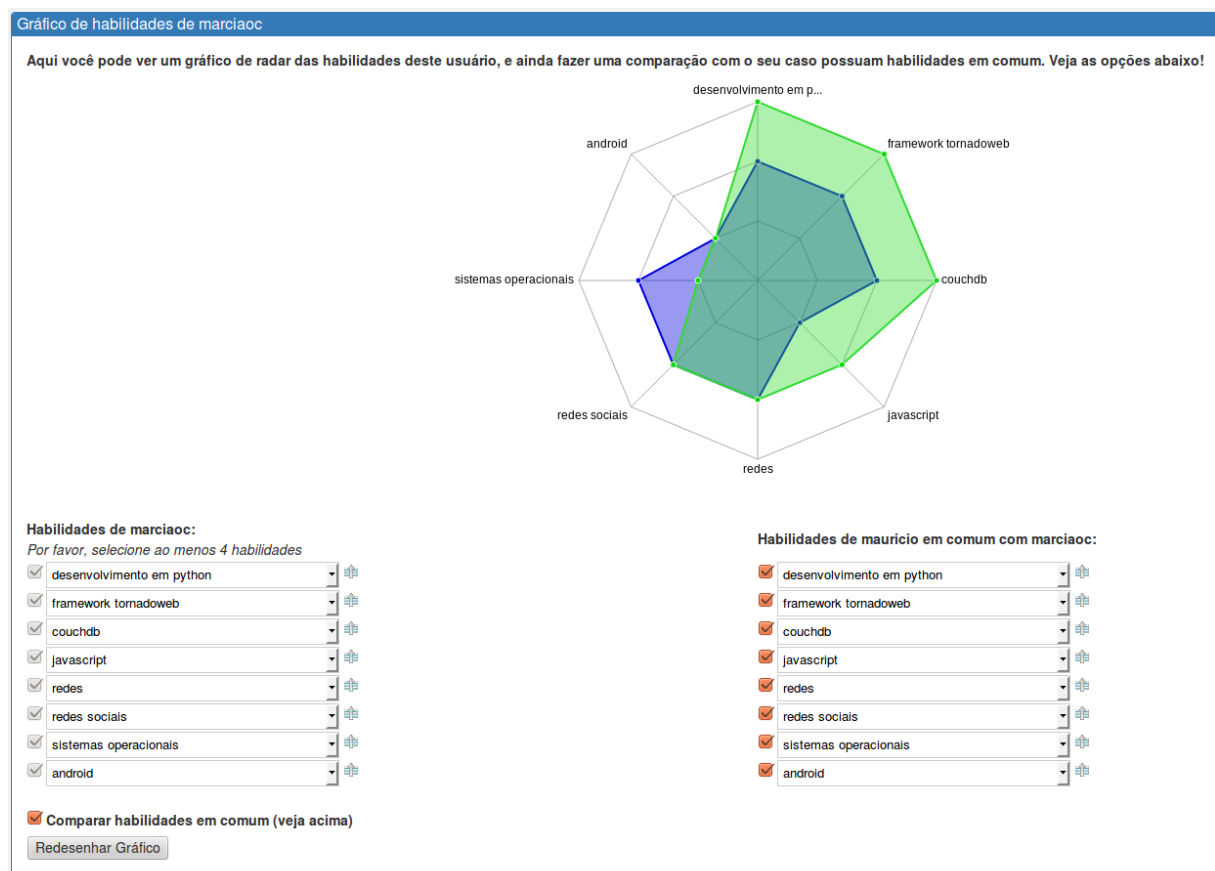 Gráfico de habilidades de marciaoc
Aqui você pode ver um gráfico de radar das habilidades deste usuário, e ainda fazer uma comparação com o seu caso possuam habilidades em comum. Veja as opções abaixo!
desenvolvimento em p...
android
framework tornadoweb
sistemas operacionais
couchdb
redes sociais
javascript
redes
Habilidades de marciaoc:
Por favor, selecione ao menos 4 habilidades
desenvolvimento em python
framework tornadoweb
couchdb
javascript
redes
redes sociais
sistemas operacionais
android
Habilidades de mauricio em comum com marciaoc:
desenvolvimento em python
framework tornadoweb
couchdb
javascript
redes
redes sociais
sistemas operacionais
android
Comparar habilidades em comum (veja acima)
Redesenhar Gráfico